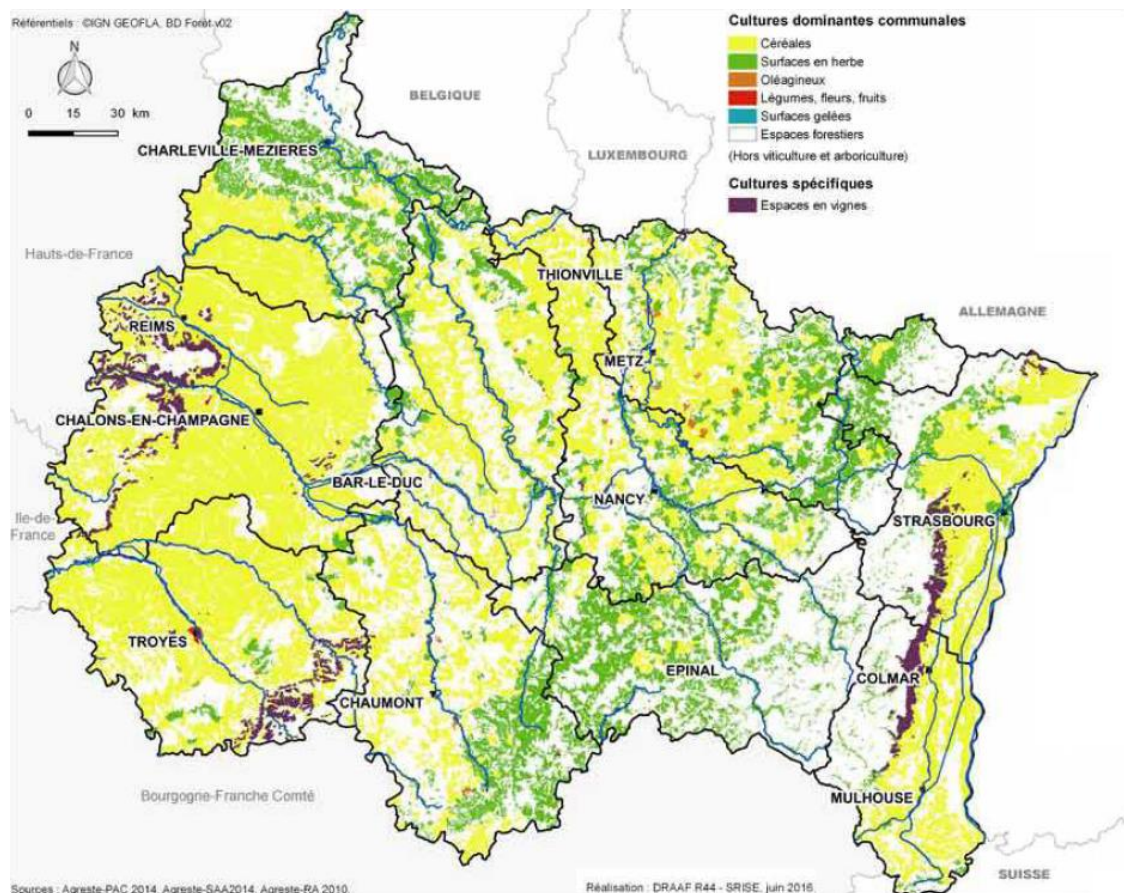 Référentiels : ©IGN GEOFLA, BD Forêt v02
N
0 15 30 km
BELGIQUE
LUXEMBOURG
ALLEMAGNE
SUISSE
Hauts-de-France
Ile-de-
France
Bourgogne-Franche Comté
CHARLEVILLE-MEZIERES
THIONVILLE
REIMS
METZ
CHALONS-EN-CHAMPAGNE
BAR-LE-DUC
NANCY
STRASBOURG
TROYES
CHAUMONT
EPINAL
COLMAR
MULHOUSE
Cultures dominantes communales
Céréales
Surfaces en herbe
Oléagineux
Légumes, fleurs, fruits
Surfaces gelées
Espaces forestiers
(Hors viticulture et arboriculture)
Cultures spécifiques
Espaces en vignes
Sources : Agreste-PAC 2014, Agreste-SAA2014, Agreste-RA 2010.
Réalisation : DRAAF R44 - SRISE, juin 2016.